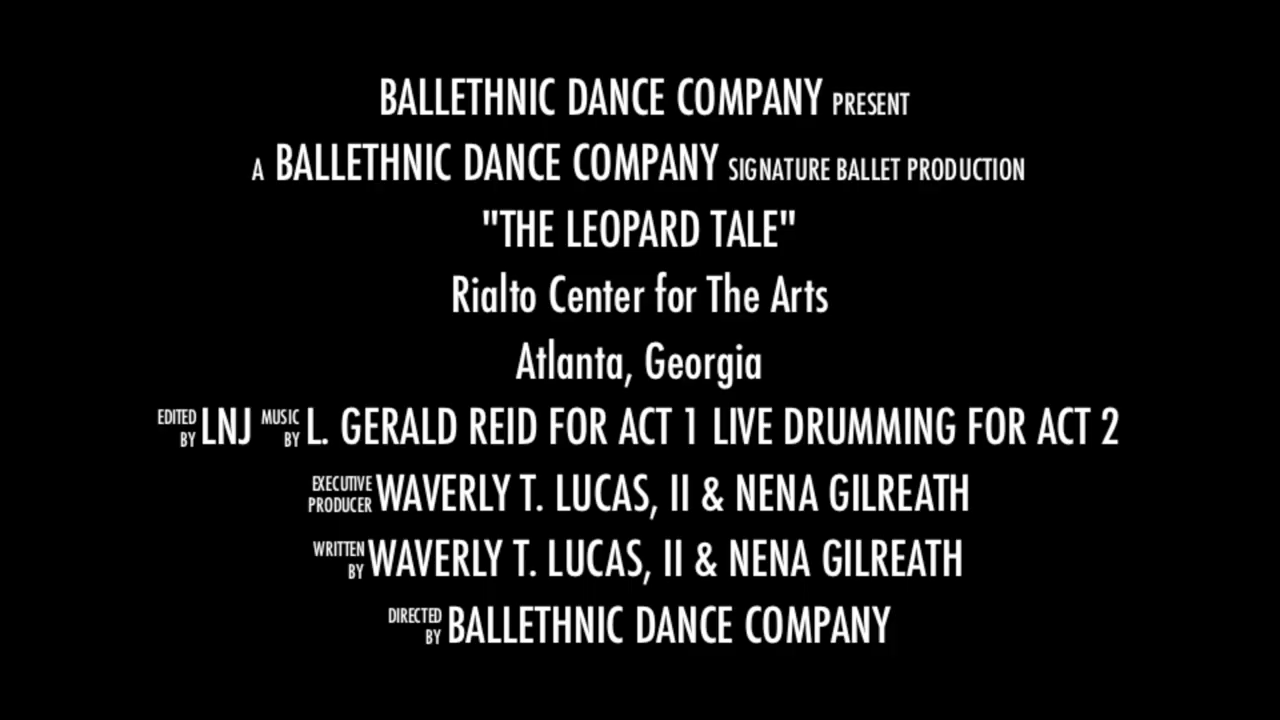 BALLETHNIC DANCE COMPANY PRESENT
A BALLETHNIC DANCE COMPANY SIGNATURE BALLET PRODUCTION
"THE LEOPARD TALE"
Rialto Center for The Arts
Atlanta, Georgia
EDITED BY LNJ MUSIC BY L. GERALD REID FOR ACT 1 LIVE DRUMMING FOR ACT 2
EXECUTIVE PRODUCER WAVERLY T. LUCAS, II & NENA GILREATH
WRITTEN BY WAVERLY T. LUCAS, II & NENA GILREATH
DIRECTED BY BALLETHNIC DANCE COMPANY